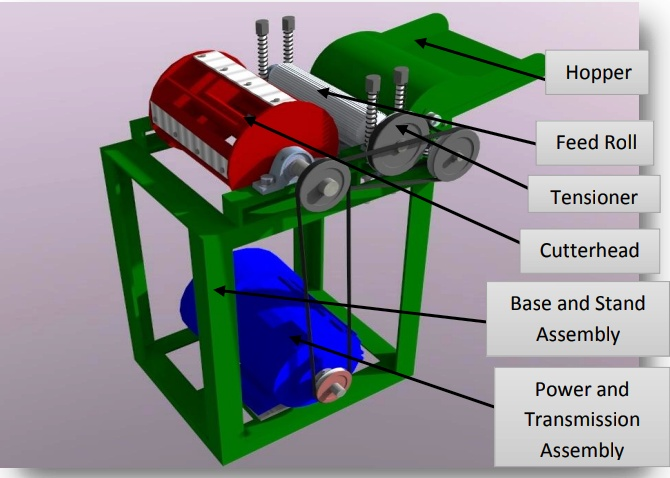 Hopper
Feed Roll
Tensioner
Cutterhead
Base and Stand
Assembly
Power and
Transmission
Assembly